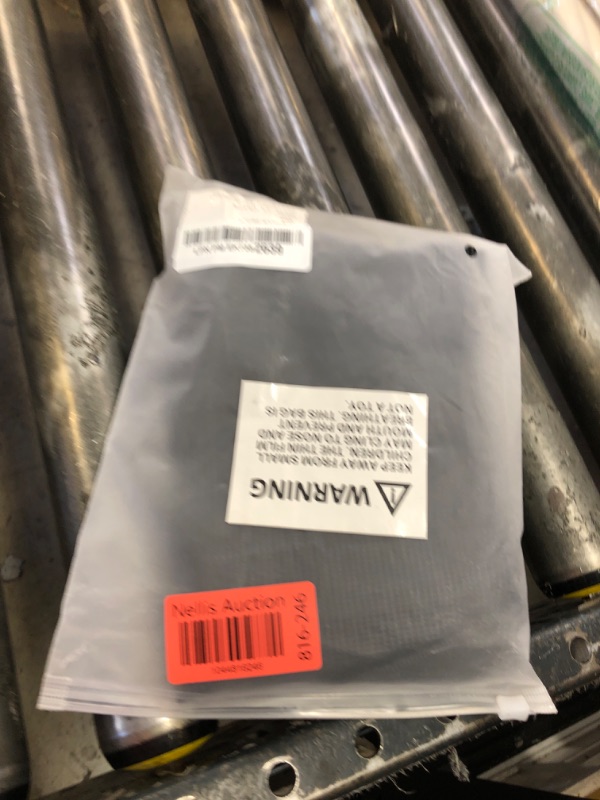 WARNING
KEEP AWAY FROM SMALL
CHILDREN. THE THIN FILM
MAY CLING TO NOSE AND
MOUTH AND PREVENT
BREATHING. THIS BAG IS
NOT A TOY.
Nellis Auction
816-246